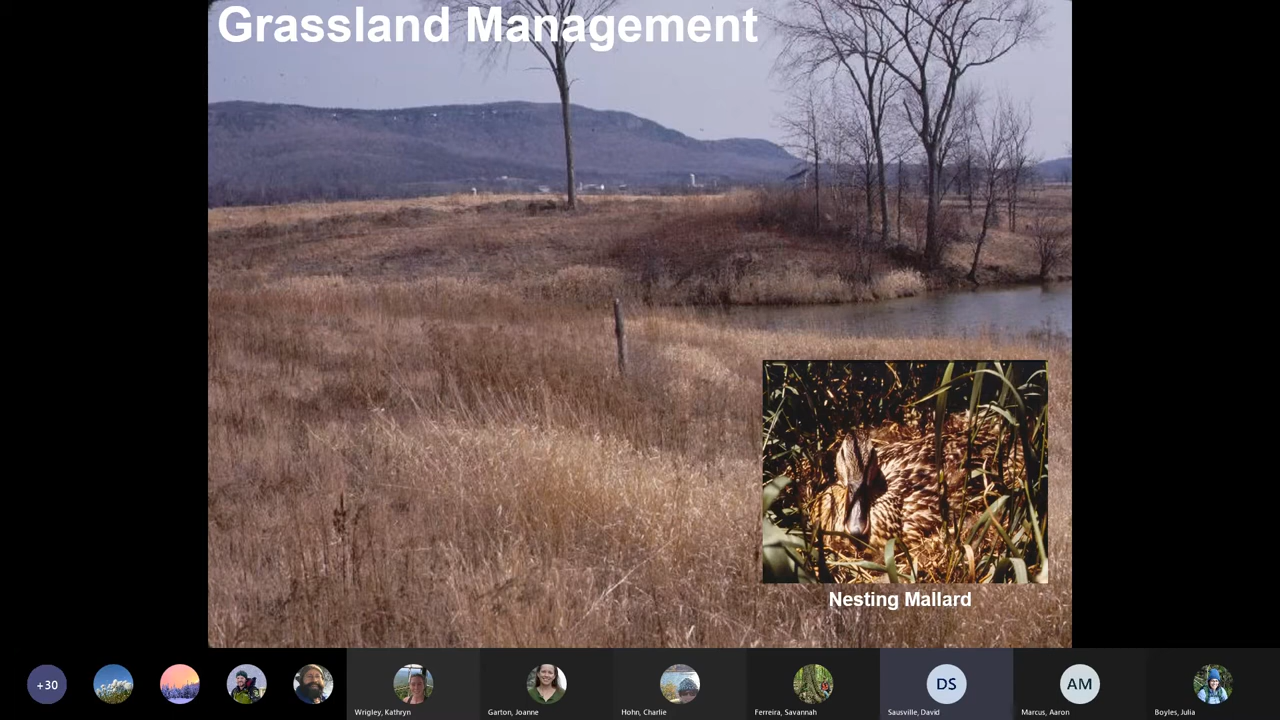 Grassland Management
Nesting Mallard
+30
Wrigley, Kathryn
Garton, Joanne
Hohn, Charlie
Ferreira, Savannah
DS
Sausville, David
AM
Marcus, Aaron
Boyles, Julia